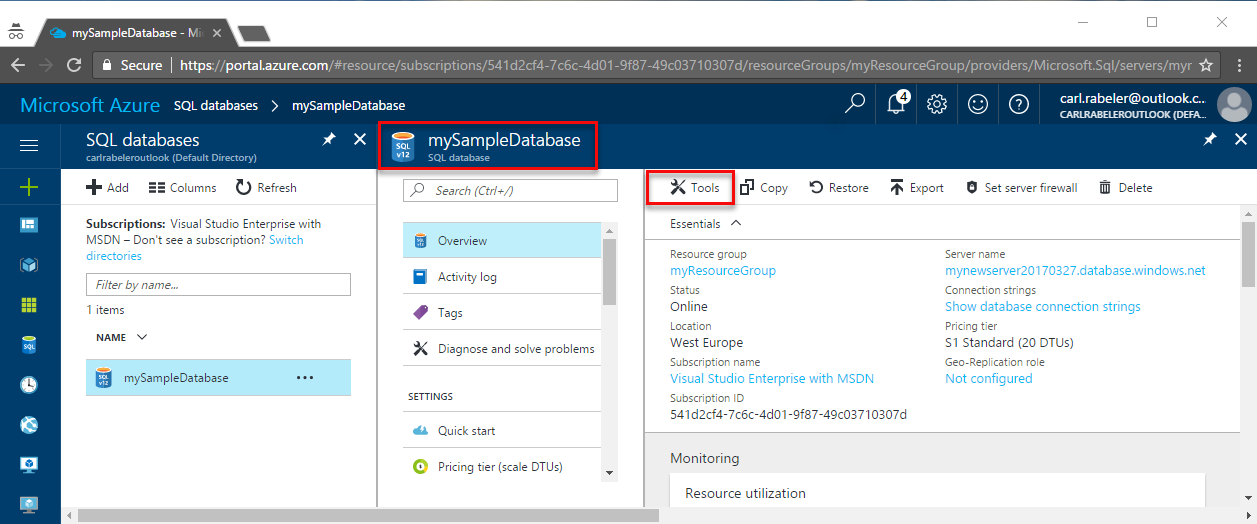 mySampleDatabase - Mic
Secure
https://portal.azure.com/#resource/subscriptions/541d2cf4-7c6c-4d01-9f87-49c03710307d/resourceGroups/myResourceGroup/providers/Microsoft.Sql/servers/myr
Microsoft Azure SQL databases > mySampleDatabase
4
carl.rabeler@outlook.c...
CARLRABELEROUTLOOK (DEFA...
SQL databases
carlrabeleroutlook (Default Directory)
Add Columns Refresh
Subscriptions: Visual Studio Enterprise with
MSDN – Don't see a subscription? Switch
directories
Filter by name...
1 items
NAME
SQL v12 mySampleDatabase ...
SQL
SQL v12
mySampleDatabase
SQL database
Search (Ctrl+/)
Overview
Activity log
Tags
Diagnose and solve problems
SETTINGS
Quick start
Pricing tier (scale DTUs)
Tools Copy Restore Export Set server firewall Delete
Essentials
Resource group
myResourceGroup
Status
Online
Location
West Europe
Subscription name
Visual Studio Enterprise with MSDN
Subscription ID
541d2cf4-7c6c-4d01-9f87-49c03710307d
Server name
mynewserver20170327.database.windows.net
Connection strings
Show database connection strings
Pricing tier
S1 Standard (20 DTUs)
Geo-Replication role
Not configured
Monitoring
Resource utilization